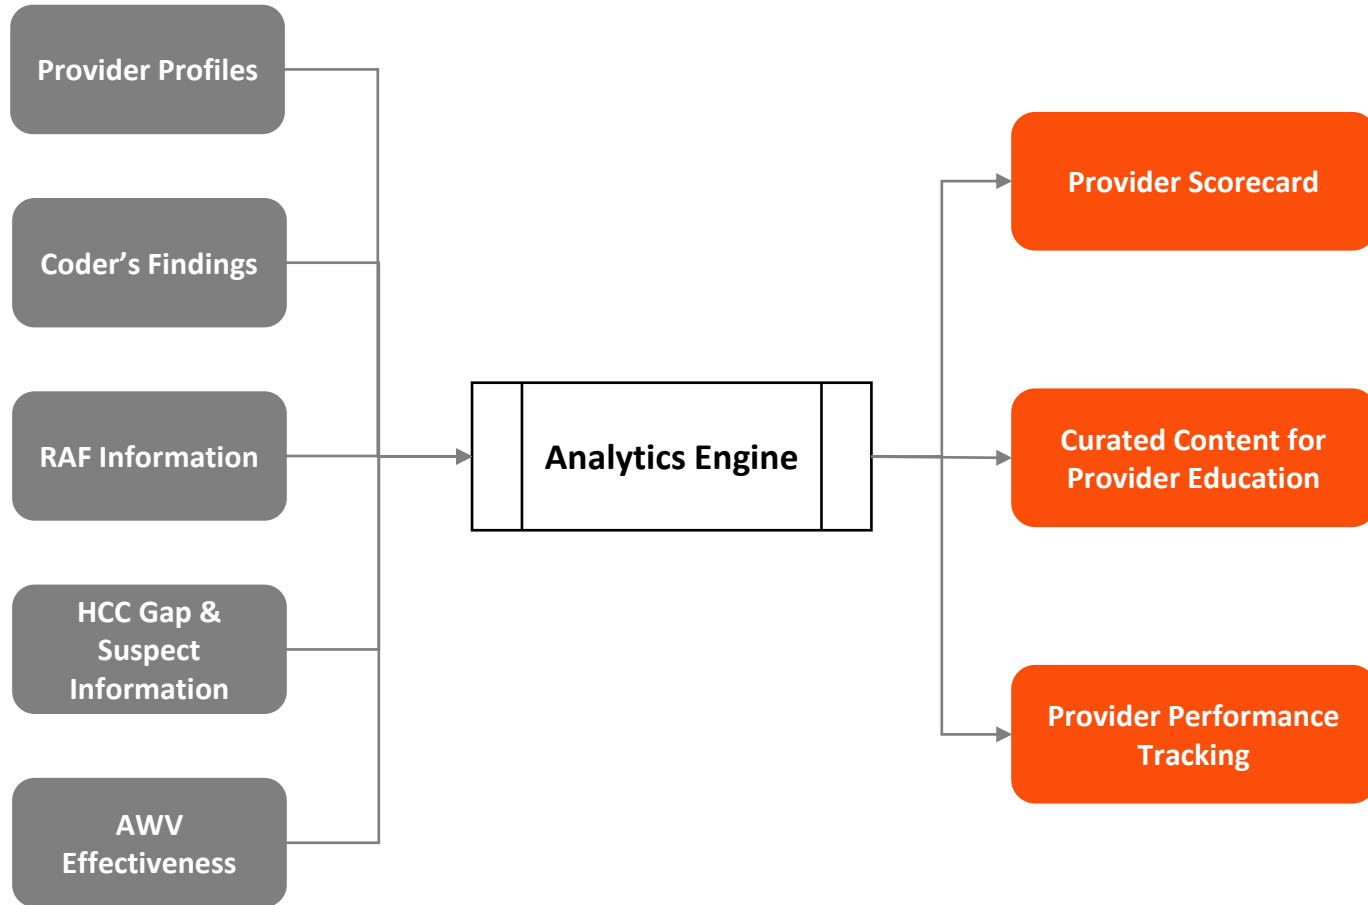 Provider Profiles
Coder’s Findings
RAF Information
HCC Gap &
Suspect
Information
AWV
Effectiveness
Analytics Engine
Provider Scorecard
Curated Content for
Provider Education
Provider Performance
Tracking